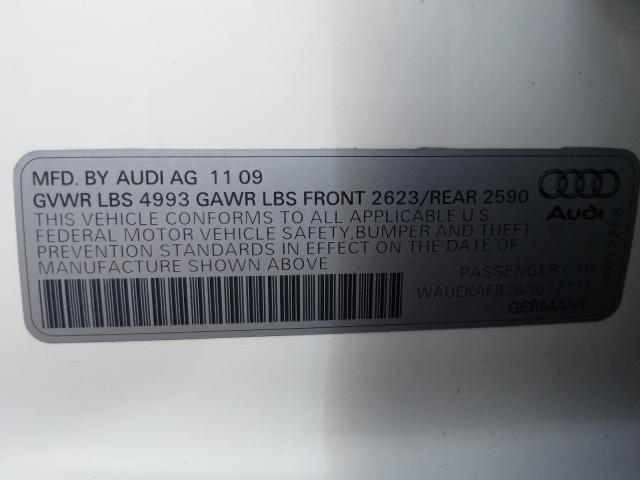 MFD. BY AUDI AG 11 09
GVWR LBS 4993 GAWR LBS FRONT 2623/REAR 2590
THIS VEHICLE CONFORMS TO ALL APPLICABLE U S
FEDERAL MOTOR VEHICLE SAFETY, BUMPER AND THEFT
PREVENTION STANDARDS IN EFFECT ON THE DATE OF
MANUFACTURE SHOWN ABOVE
Audi
PASSENGER CAR
GERMANY